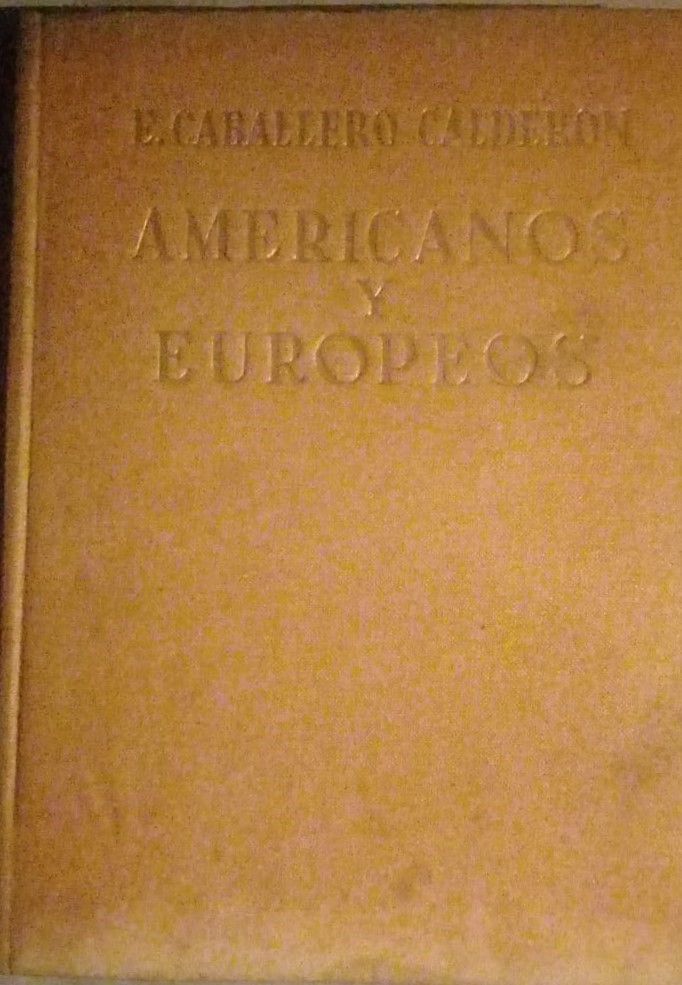 E. CABALLERO CALDERON
AMERICANOS
Y
EUROPEOS